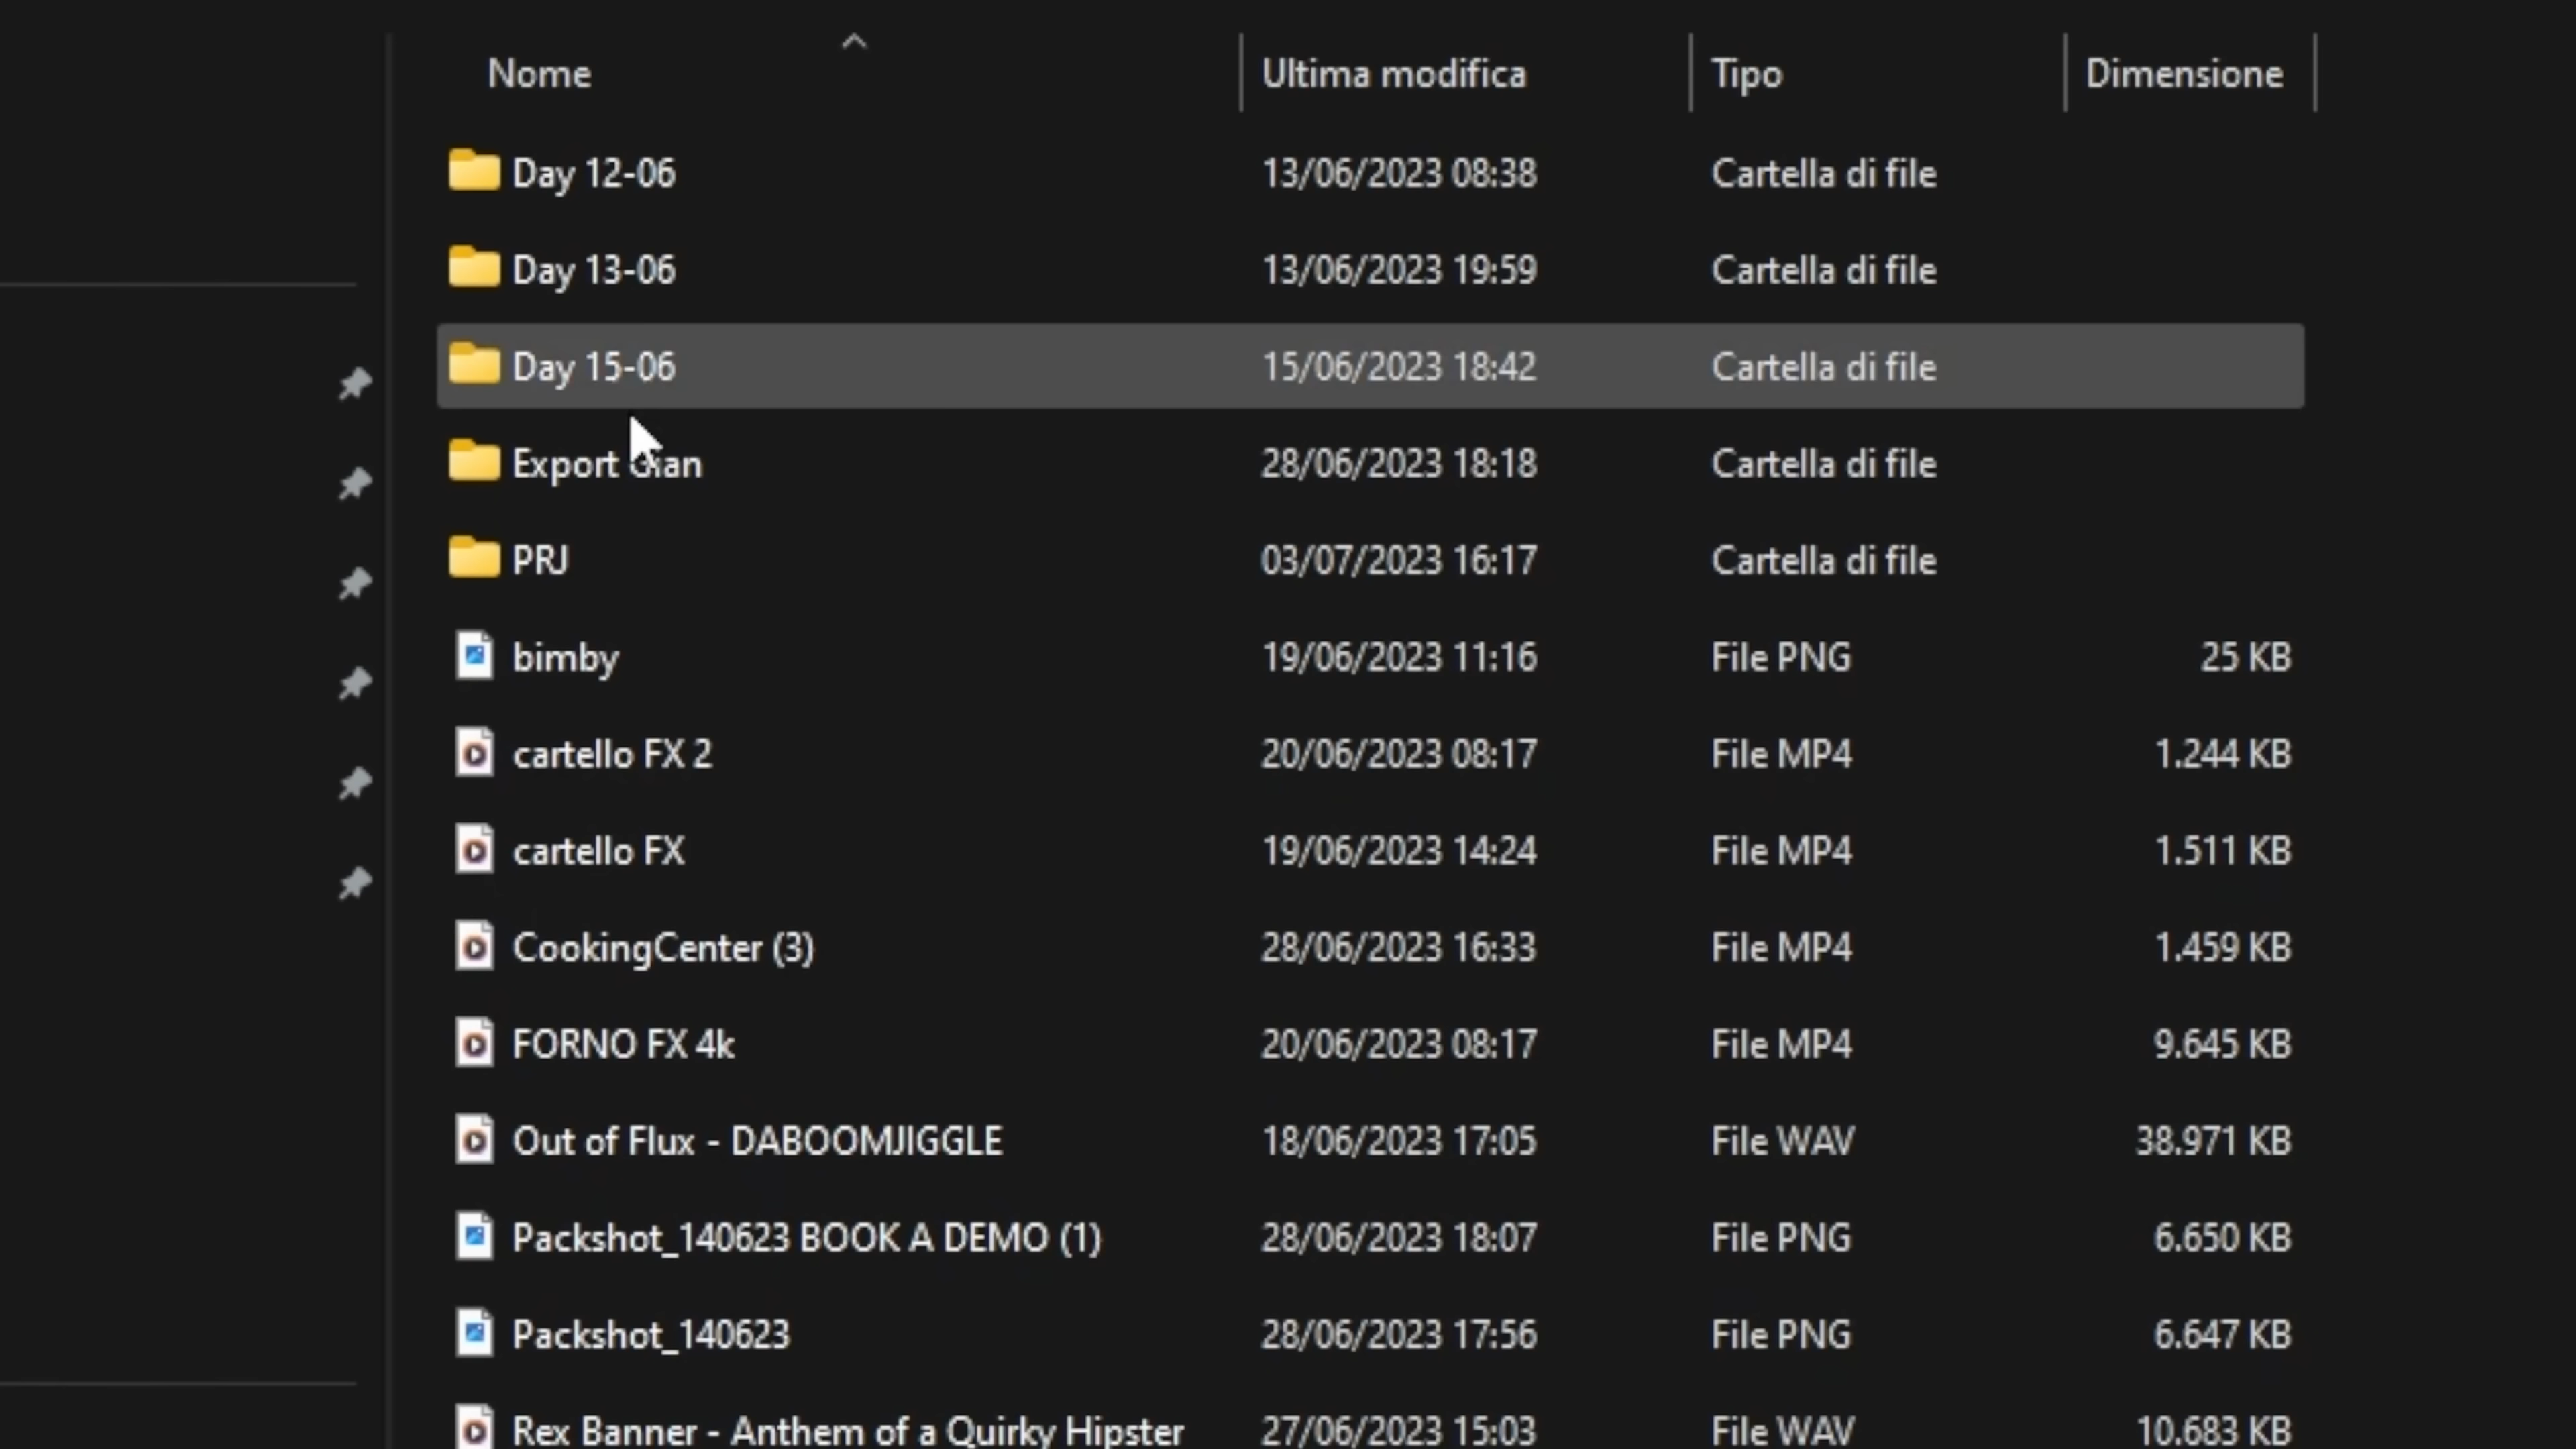 Nome Ultima modifica Tipo Dimensione
Day 12-06 13/06/2023 08:38 Cartella di file
Day 13-06 13/06/2023 19:59 Cartella di file
Day 15-06 15/06/2023 18:42 Cartella di file
Export Gian 28/06/2023 18:18 Cartella di file
PRJ 03/07/2023 16:17 Cartella di file
bimby 19/06/2023 11:16 File PNG 25 KB
cartello FX 2 20/06/2023 08:17 File MP4 1.244 KB
cartello FX 19/06/2023 14:24 File MP4 1.511 KB
CookingCenter (3) 28/06/2023 16:33 File MP4 1.459 KB
FORNO FX 4k 20/06/2023 08:17 File MP4 9.645 KB
Out of Flux - DABOOMJIGGLE 18/06/2023 17:05 File WAV 38.971 KB
Packshot_140623 BOOK A DEMO (1) 28/06/2023 18:07 File PNG 6.650 KB
Packshot_140623 28/06/2023 17:56 File PNG 6.647 KB
Rex Banner - Anthem of a Quirky Hipster 27/06/2023 15:03 File WAV 10.683 KB